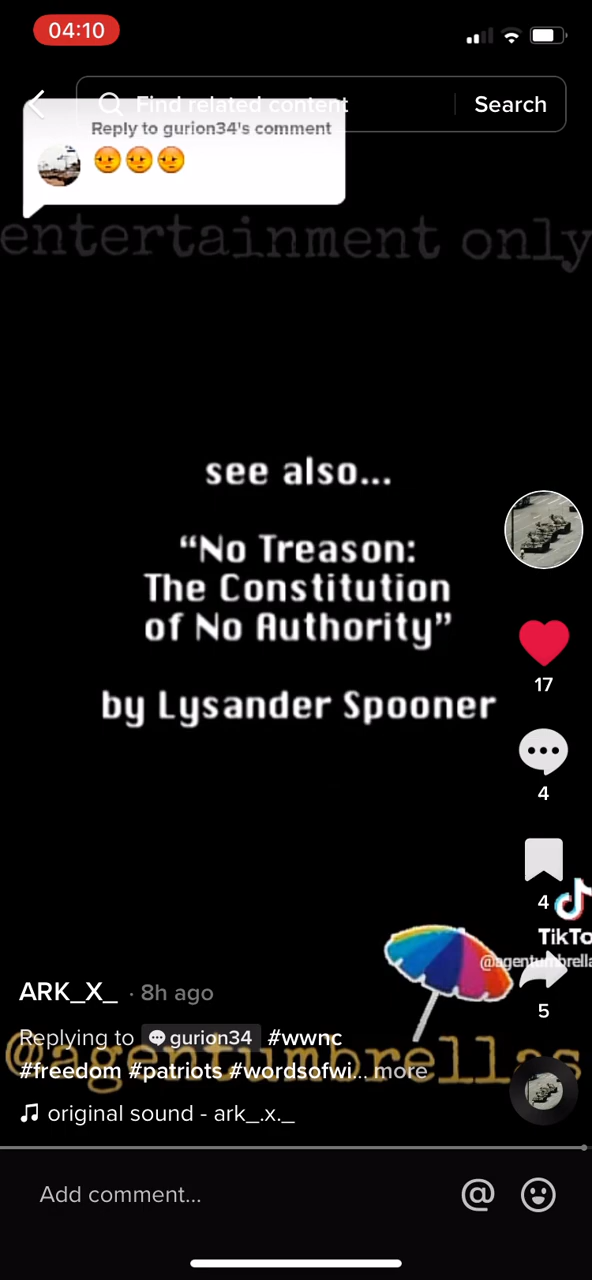 04:10
Find related content
Search
Reply to gurion34's comment
entertainment only
see also...
“No Treason:
The Constitution
of No Authority”
by Lysander Spooner
17
4
4
TikTo
@agentumbrella
5
ARK_X_ · 8h ago
Replying to gurion34 #wwnc
@agentumbrellas
#freedom #patriots #wordsofwi... more
original sound - ark_.x._
Add comment...
@